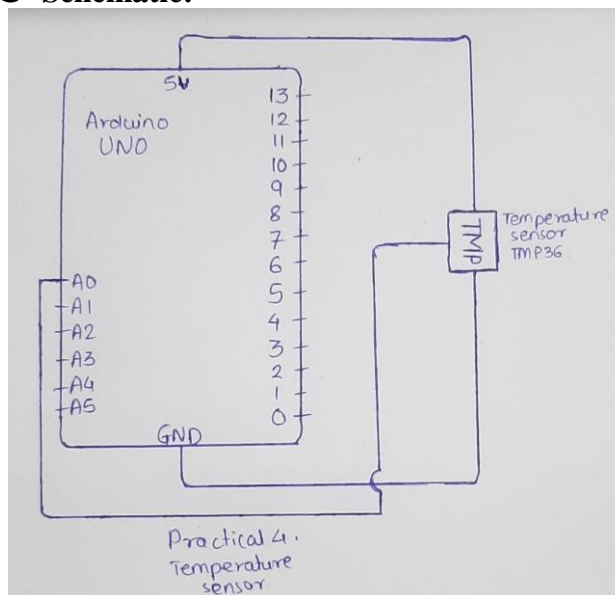 Schematic:
5V
Arduino
UNO
13
12
11
10
9
8
7
6
5
4
3
2
1
0
A0
A1
A2
A3
A4
A5
GND
TMP
Temperature
sensor
TMP36.
Practical 4.
Temperature
sensor